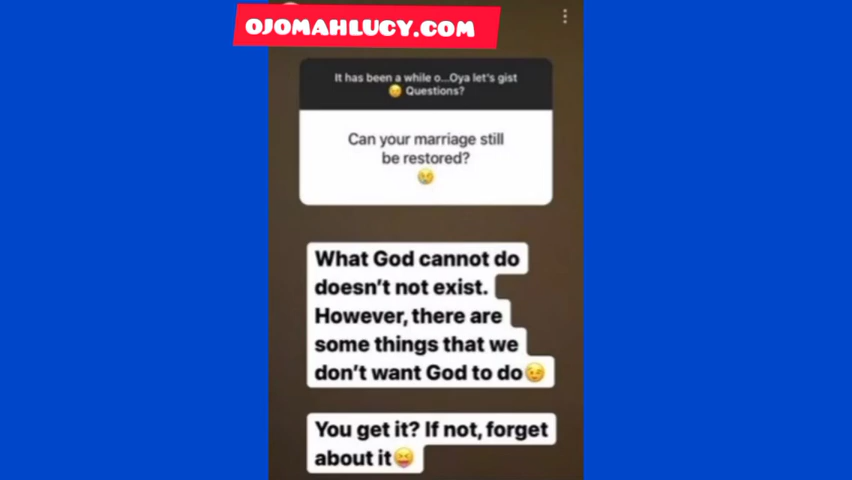 OJOMAHLUCY.COM
It has been a while o...Oya let's gist
😢 Questions?
Can your marriage still
be restored?
😢
What God cannot do
doesn't not exist.
However, there are
some things that we
don't want God to do😉
You get it? If not, forget
about it😝